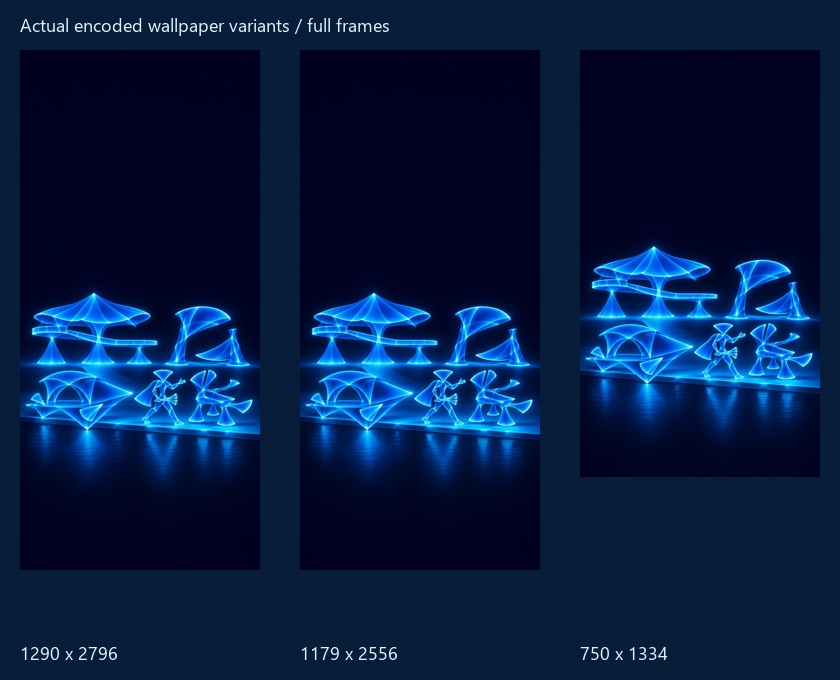 Actual encoded wallpaper variants / full frames
1290 x 2796
1179 x 2556
750 x 1334